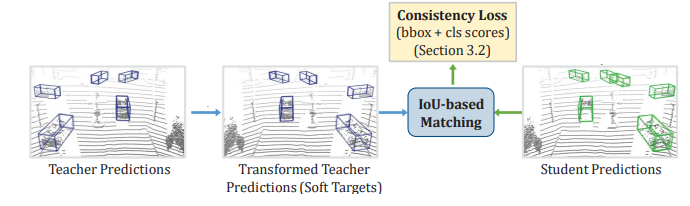 Consistency Loss
(bbox + cls scores)
(Section 3.2)
IoU-based
Matching
Teacher Predictions
Transformed Teacher
Predictions (Soft Targets)
Student Predictions